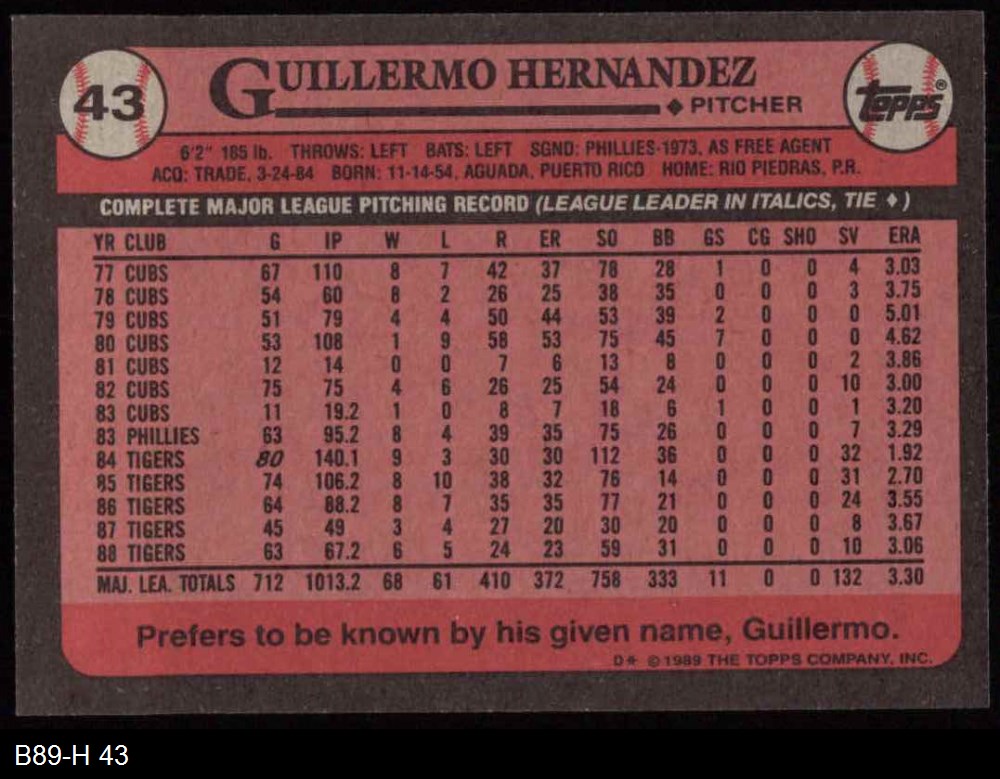 43
GUILLERMO HERNANDEZ
topps®
♦ PITCHER
6'2" 185 lb. THROWS: LEFT BATS: LEFT SGND: PHILLIES-1973, AS FREE AGENT
ACQ: TRADE, 3-24-84 BORN: 11-14-54, AGUADA, PUERTO RICO HOME: RIO PIEDRAS, P.R.
COMPLETE MAJOR LEAGUE PITCHING RECORD (LEAGUE LEADER IN ITALICS, TIE ♦)
YR CLUB G IP W L R ER SO BB GS CG SHO SV ERA
77 CUBS 67 110 8 7 42 37 78 28 1 0 0 4 3.03
78 CUBS 54 60 8 2 26 25 38 35 0 0 0 3 3.75
79 CUBS 51 79 4 4 50 44 53 39 2 0 0 0 5.01
80 CUBS 53 108 1 9 58 53 75 45 7 0 0 0 4.62
81 CUBS 12 14 0 0 7 6 13 8 0 0 0 2 3.86
82 CUBS 75 75 4 6 26 25 54 24 0 0 0 10 3.00
83 CUBS 11 19.2 1 0 8 7 18 6 1 0 0 1 3.20
83 PHILLIES 63 95.2 8 4 39 35 75 26 0 0 0 7 3.29
84 TIGERS 80 140.1 9 3 30 30 112 36 0 0 0 32 1.92
85 TIGERS 74 106.2 8 10 38 32 76 14 0 0 0 31 2.70
86 TIGERS 64 88.2 8 7 35 35 77 21 0 0 0 24 3.55
87 TIGERS 45 49 3 4 27 20 30 20 0 0 0 8 3.67
88 TIGERS 63 67.2 6 5 24 23 59 31 0 0 0 10 3.06
MAJ. LEA. TOTALS 712 1013.2 68 61 410 372 758 333 11 0 0 132 3.30
Prefers to be known by his given name, Guillermo.
D* © 1989 THE TOPPS COMPANY, INC.
B89-H 43